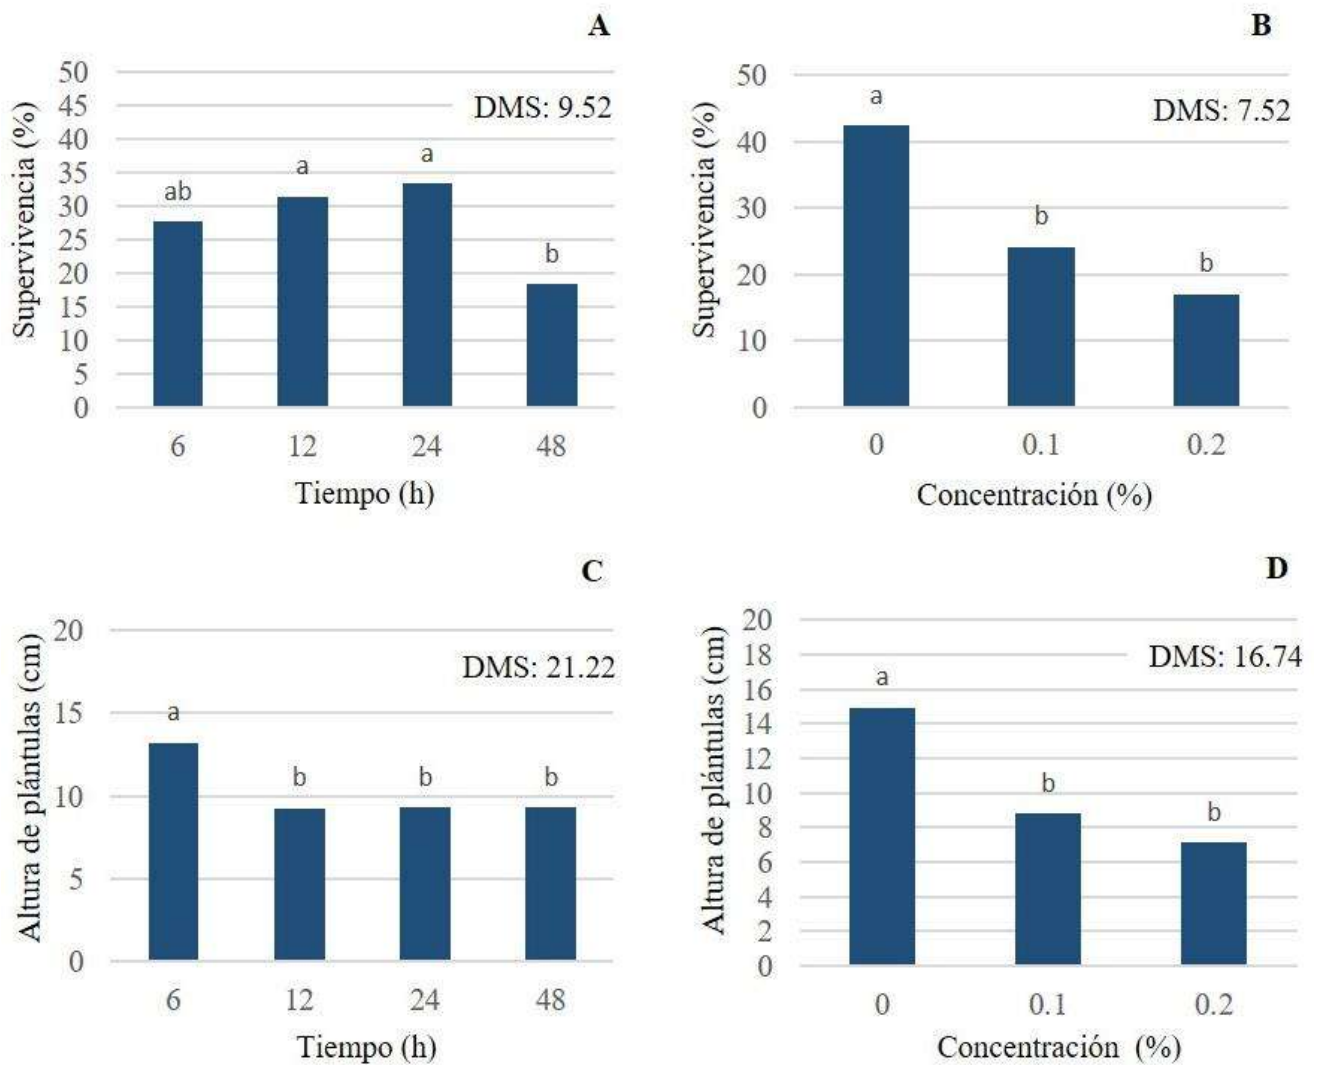 A
DMS: 9.52
Supervivencia (%)
50
45
40
35
30
25
20
15
10
5
0
ab
a
a
b
6 12 24 48
Tiempo (h)
B
DMS: 7.52
Supervivencia (%)
50
40
30
20
10
0
a
b
b
0 0.1 0.2
Concentración (%)
C
DMS: 21.22
Altura de plántulas (cm)
20
15
10
5
0
a
b
b
b
6 12 24 48
Tiempo (h)
D
DMS: 16.74
Altura de plántulas (cm)
20
18
16
14
12
10
8
6
4
2
0
a
b
b
0 0.1 0.2
Concentración (%)